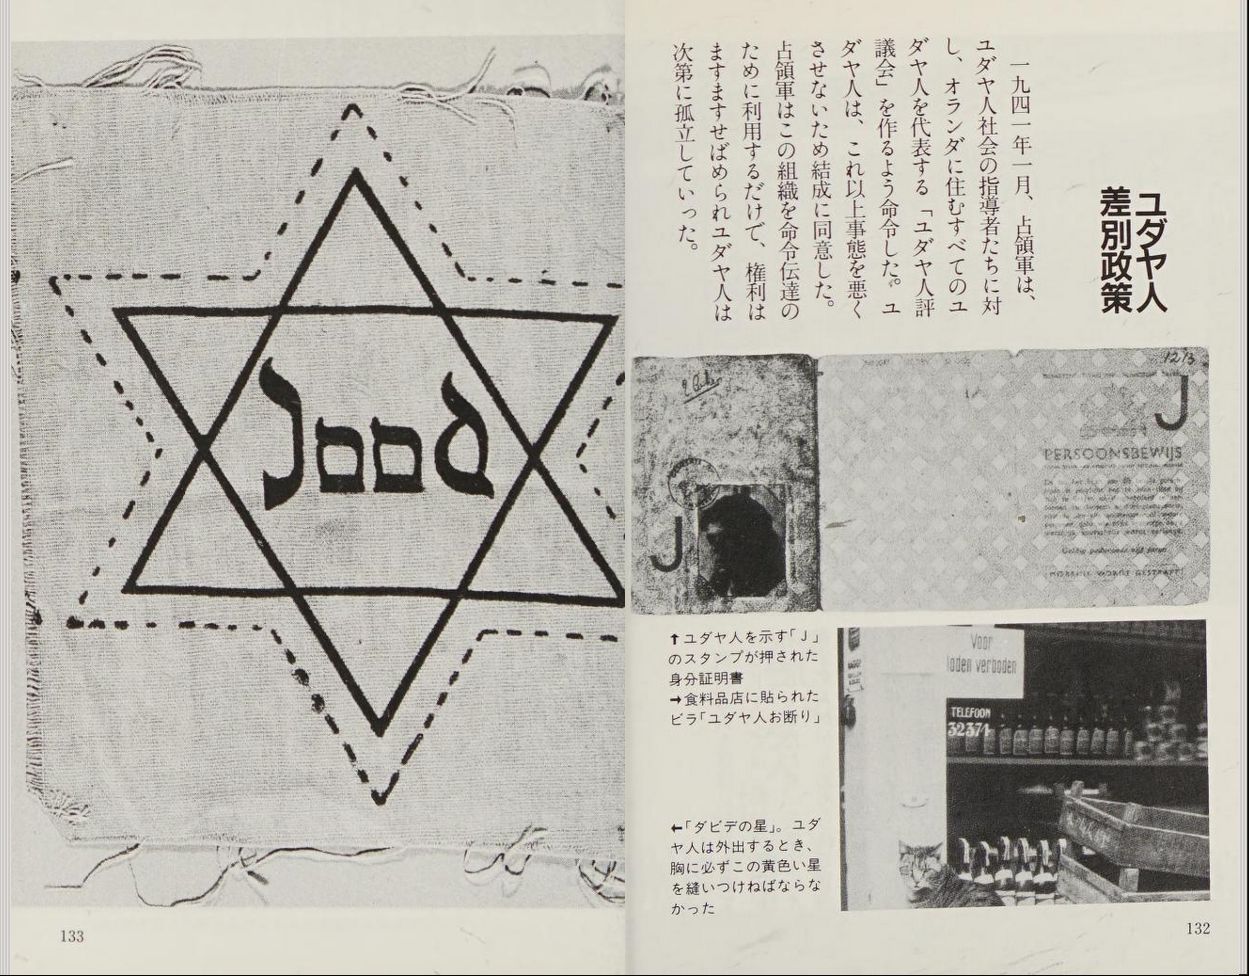 ユダヤ人
差別政策
一九四一年一月、占領軍は、
ユダヤ人社会の指導者たちに対
し、オランダに住むすべてのユ
ダヤ人を代表する「ユダヤ人評
議会」を作るよう命令した。ユ
ダヤ人は、これ以上事態を悪く
させないため結成に同意した。
占領軍はこの組織を命令伝達の
ために利用するだけで、権利は
ますますせばめられユダヤ人は
次第に孤立していった。
J
J
PERSOONSBEWIJS
↑ユダヤ人を示す「J」
のスタンプが押された
身分証明書
→食料品店に貼られた
ビラ「ユダヤ人お断り」
Voor
Joden verboden
TELEFOON
32371
←「ダビデの星」。ユダ
ヤ人は外出するとき、
胸に必ずこの黄色い星
を縫いつけねばならな
かった
132
Jood
133